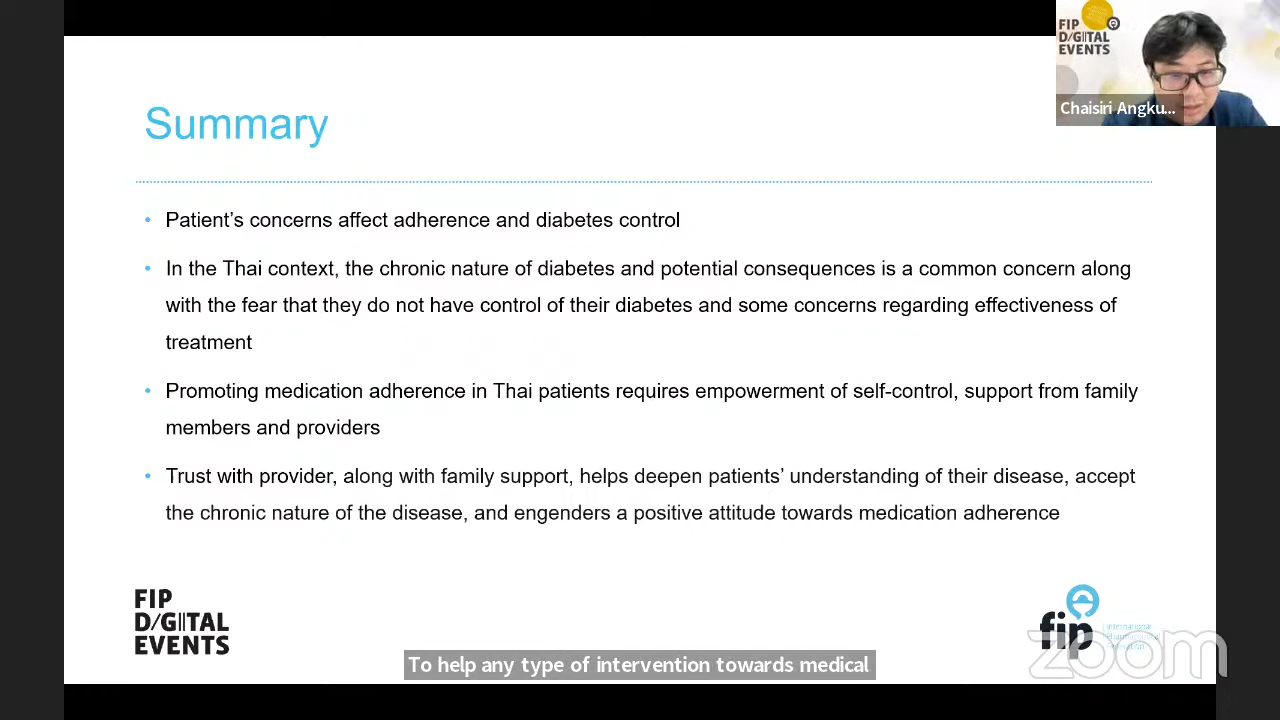 FIP
D/GITAL
EVENTS
Chaisiri Angku...
Summary
• Patient's concerns affect adherence and diabetes control
• In the Thai context, the chronic nature of diabetes and potential consequences is a common concern along
with the fear that they do not have control of their diabetes and some concerns regarding effectiveness of
treatment
• Promoting medication adherence in Thai patients requires empowerment of self-control, support from family
members and providers
• Trust with provider, along with family support, helps deepen patients' understanding of their disease, accept
the chronic nature of the disease, and engenders a positive attitude towards medication adherence
FIP
D/GITAL
EVENTS
fip
International
Pharmaceutical
Federation
zoom
To help any type of intervention towards medical